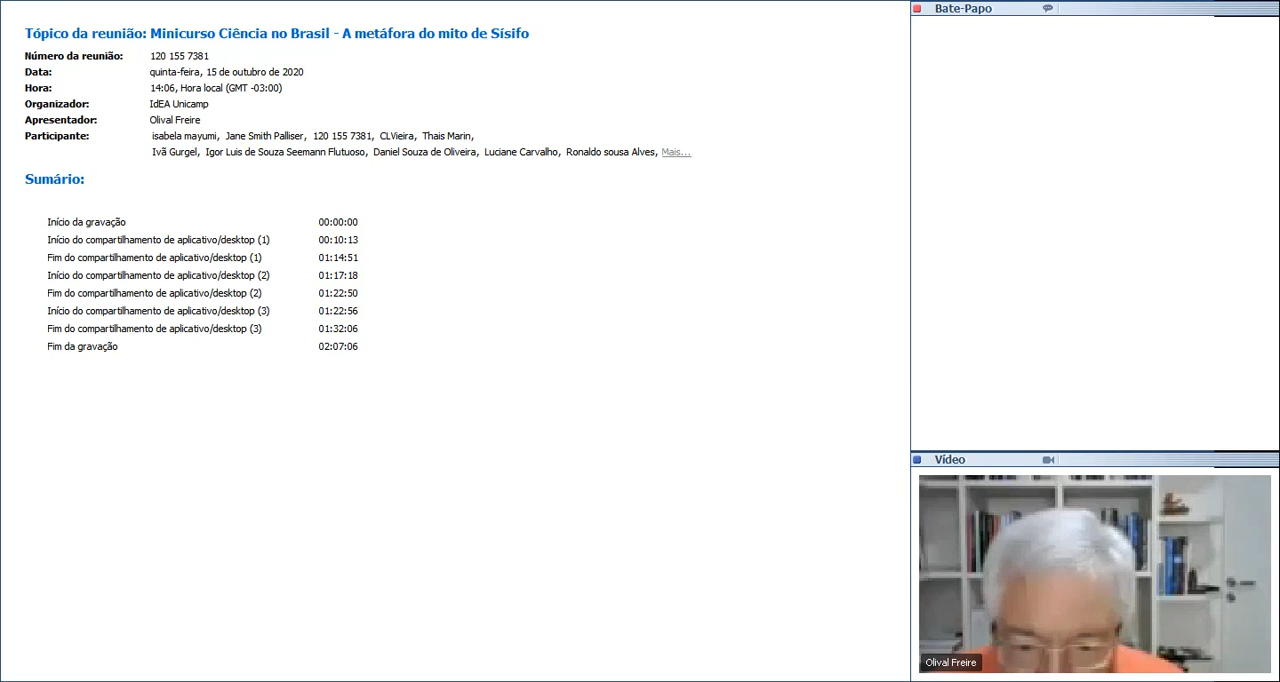 Tópico da reunião: Minicurso Ciência no Brasil - A metáfora do mito de Sísifo
Número da reunião: 120 155 7381
Data: quinta-feira, 15 de outubro de 2020
Hora: 14:06, Hora local (GMT -03:00)
Organizador: IdEA Unicamp
Apresentador: Olival Freire
Participante: isabela mayumi, Jane Smith Palliser, 120 155 7381, CLVieira, Thais Marin,
Ivã Gurgel, Igor Luis de Souza Seemann Flutuoso, Daniel Souza de Oliveira, Luciane Carvalho, Ronaldo sousa Alves, Mais...
Sumário:
Início da gravação 00:00:00
Início do compartilhamento de aplicativo/desktop (1) 00:10:13
Fim do compartilhamento de aplicativo/desktop (1) 01:14:51
Início do compartilhamento de aplicativo/desktop (2) 01:17:18
Fim do compartilhamento de aplicativo/desktop (2) 01:22:50
Início do compartilhamento de aplicativo/desktop (3) 01:22:56
Fim do compartilhamento de aplicativo/desktop (3) 01:32:06
Fim da gravação 02:07:06
Bate-Papo
Vídeo
Olival Freire